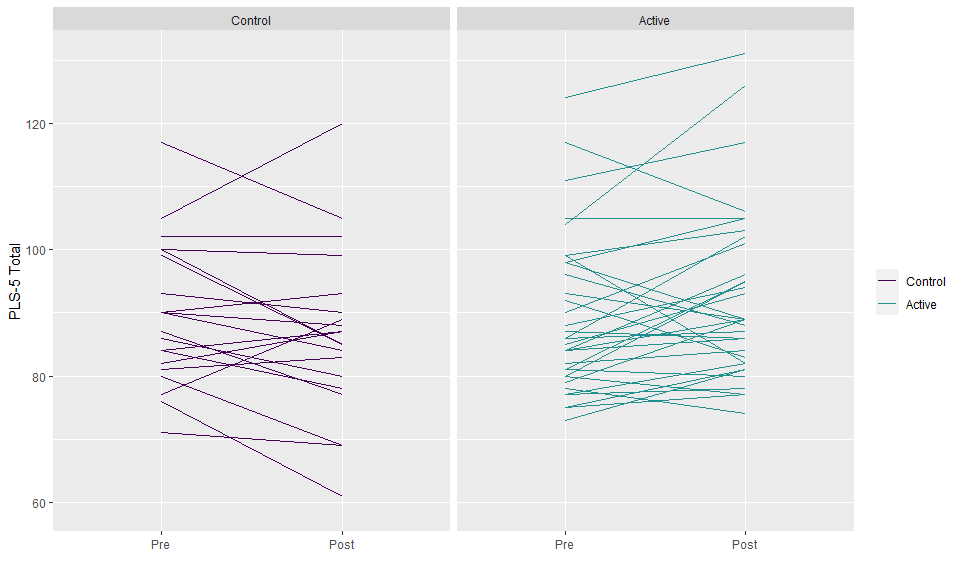 Control
Active
PLS-5 Total
120
100
80
60
Pre
Post
Pre
Post
Control
Active